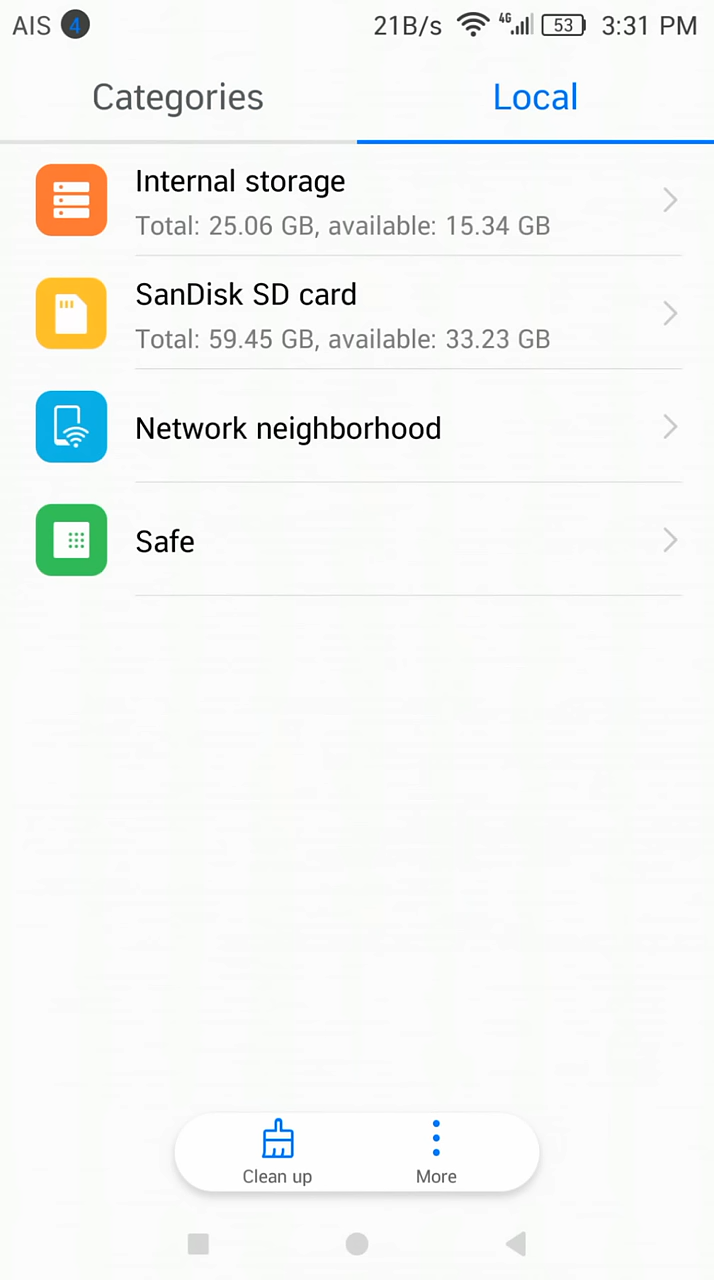 AIS 4 21B/s 4G 53 3:31 PM
Categories Local
Internal storage
Total: 25.06 GB, available: 15.34 GB
SanDisk SD card
Total: 59.45 GB, available: 33.23 GB
Network neighborhood
Safe
Clean up More